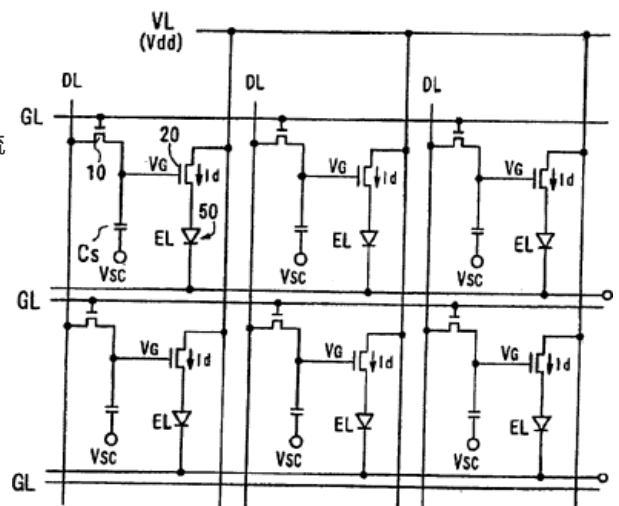 VL
(Vdd)
DL DL DL
GL
流
10 20 VG Id VG Id VG Id
Cs EL 50 EL EL
Vsc Vsc Vsc
GL
VG Id VG Id VG Id
EL EL EL
Vsc Vsc Vsc
GL